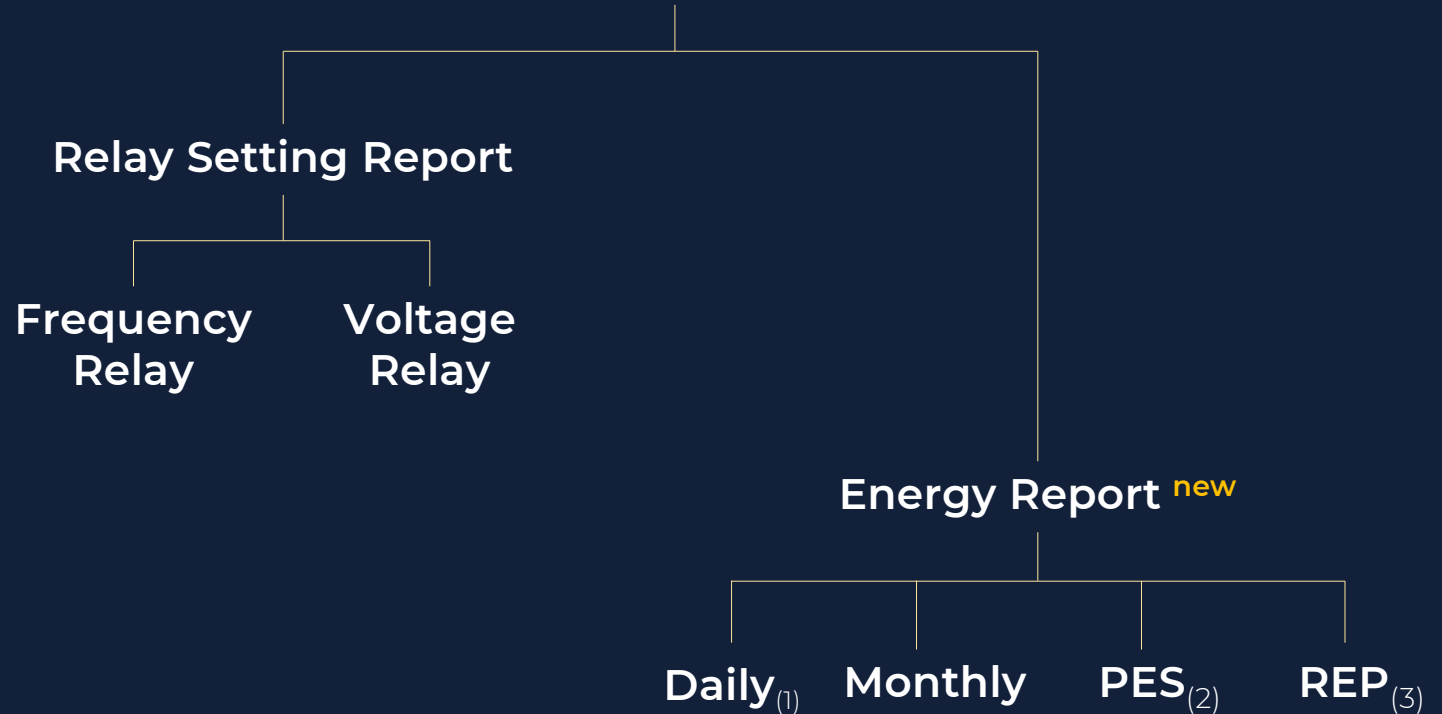 Relay Setting Report
Frequency
Relay
Voltage
Relay
Energy Report new
Daily(1)
Monthly
PES(2)
REP(3)